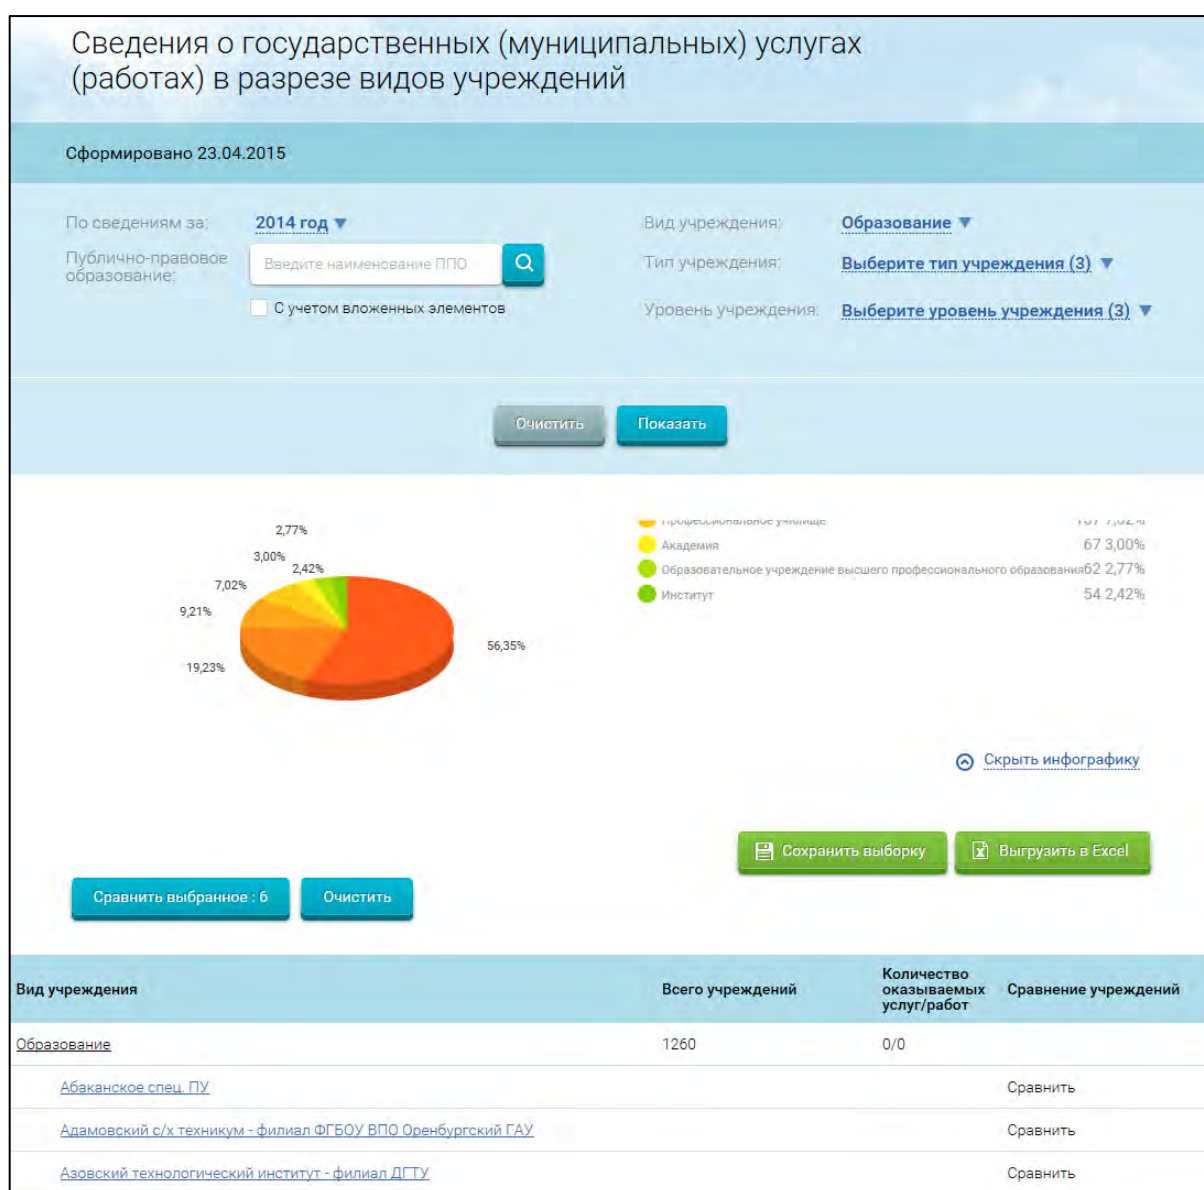 Сведения о государственных (муниципальных) услугах
(работах) в разрезе видов учреждений
Сформировано 23.04.2015
По сведениям за: 2014 год
Вид учреждения: Образование
Публично-правовое
образование:
Введите наименование ППО
Тип учреждения: Выберите тип учреждения (3)
С учетом вложенных элементов
Уровень учреждения: Выберите уровень учреждения (3)
Очистить Показать
2,77%
3,00%
2,42%
7,02%
9,21%
19,23%
56,35%
Профессиональное училище 157 7,02%
Академия 67 3,00%
Образовательное учреждение высшего профессионального образования 62 2,77%
Институт 54 2,42%
Скрыть инфографику
Сохранить выборку Выгрузить в Excel
Сравнить выбранное : 6 Очистить
Вид учреждения Всего учреждений Количество
оказываемых
услуг/работ Сравнение учреждений
Образование 1260 0/0
Абаканское спец. ПУ Сравнить
Адамовский с/х техникум - филиал ФГБОУ ВПО Оренбургский ГАУ Сравнить
Азовский технологический институт - филиал ДГТУ Сравнить